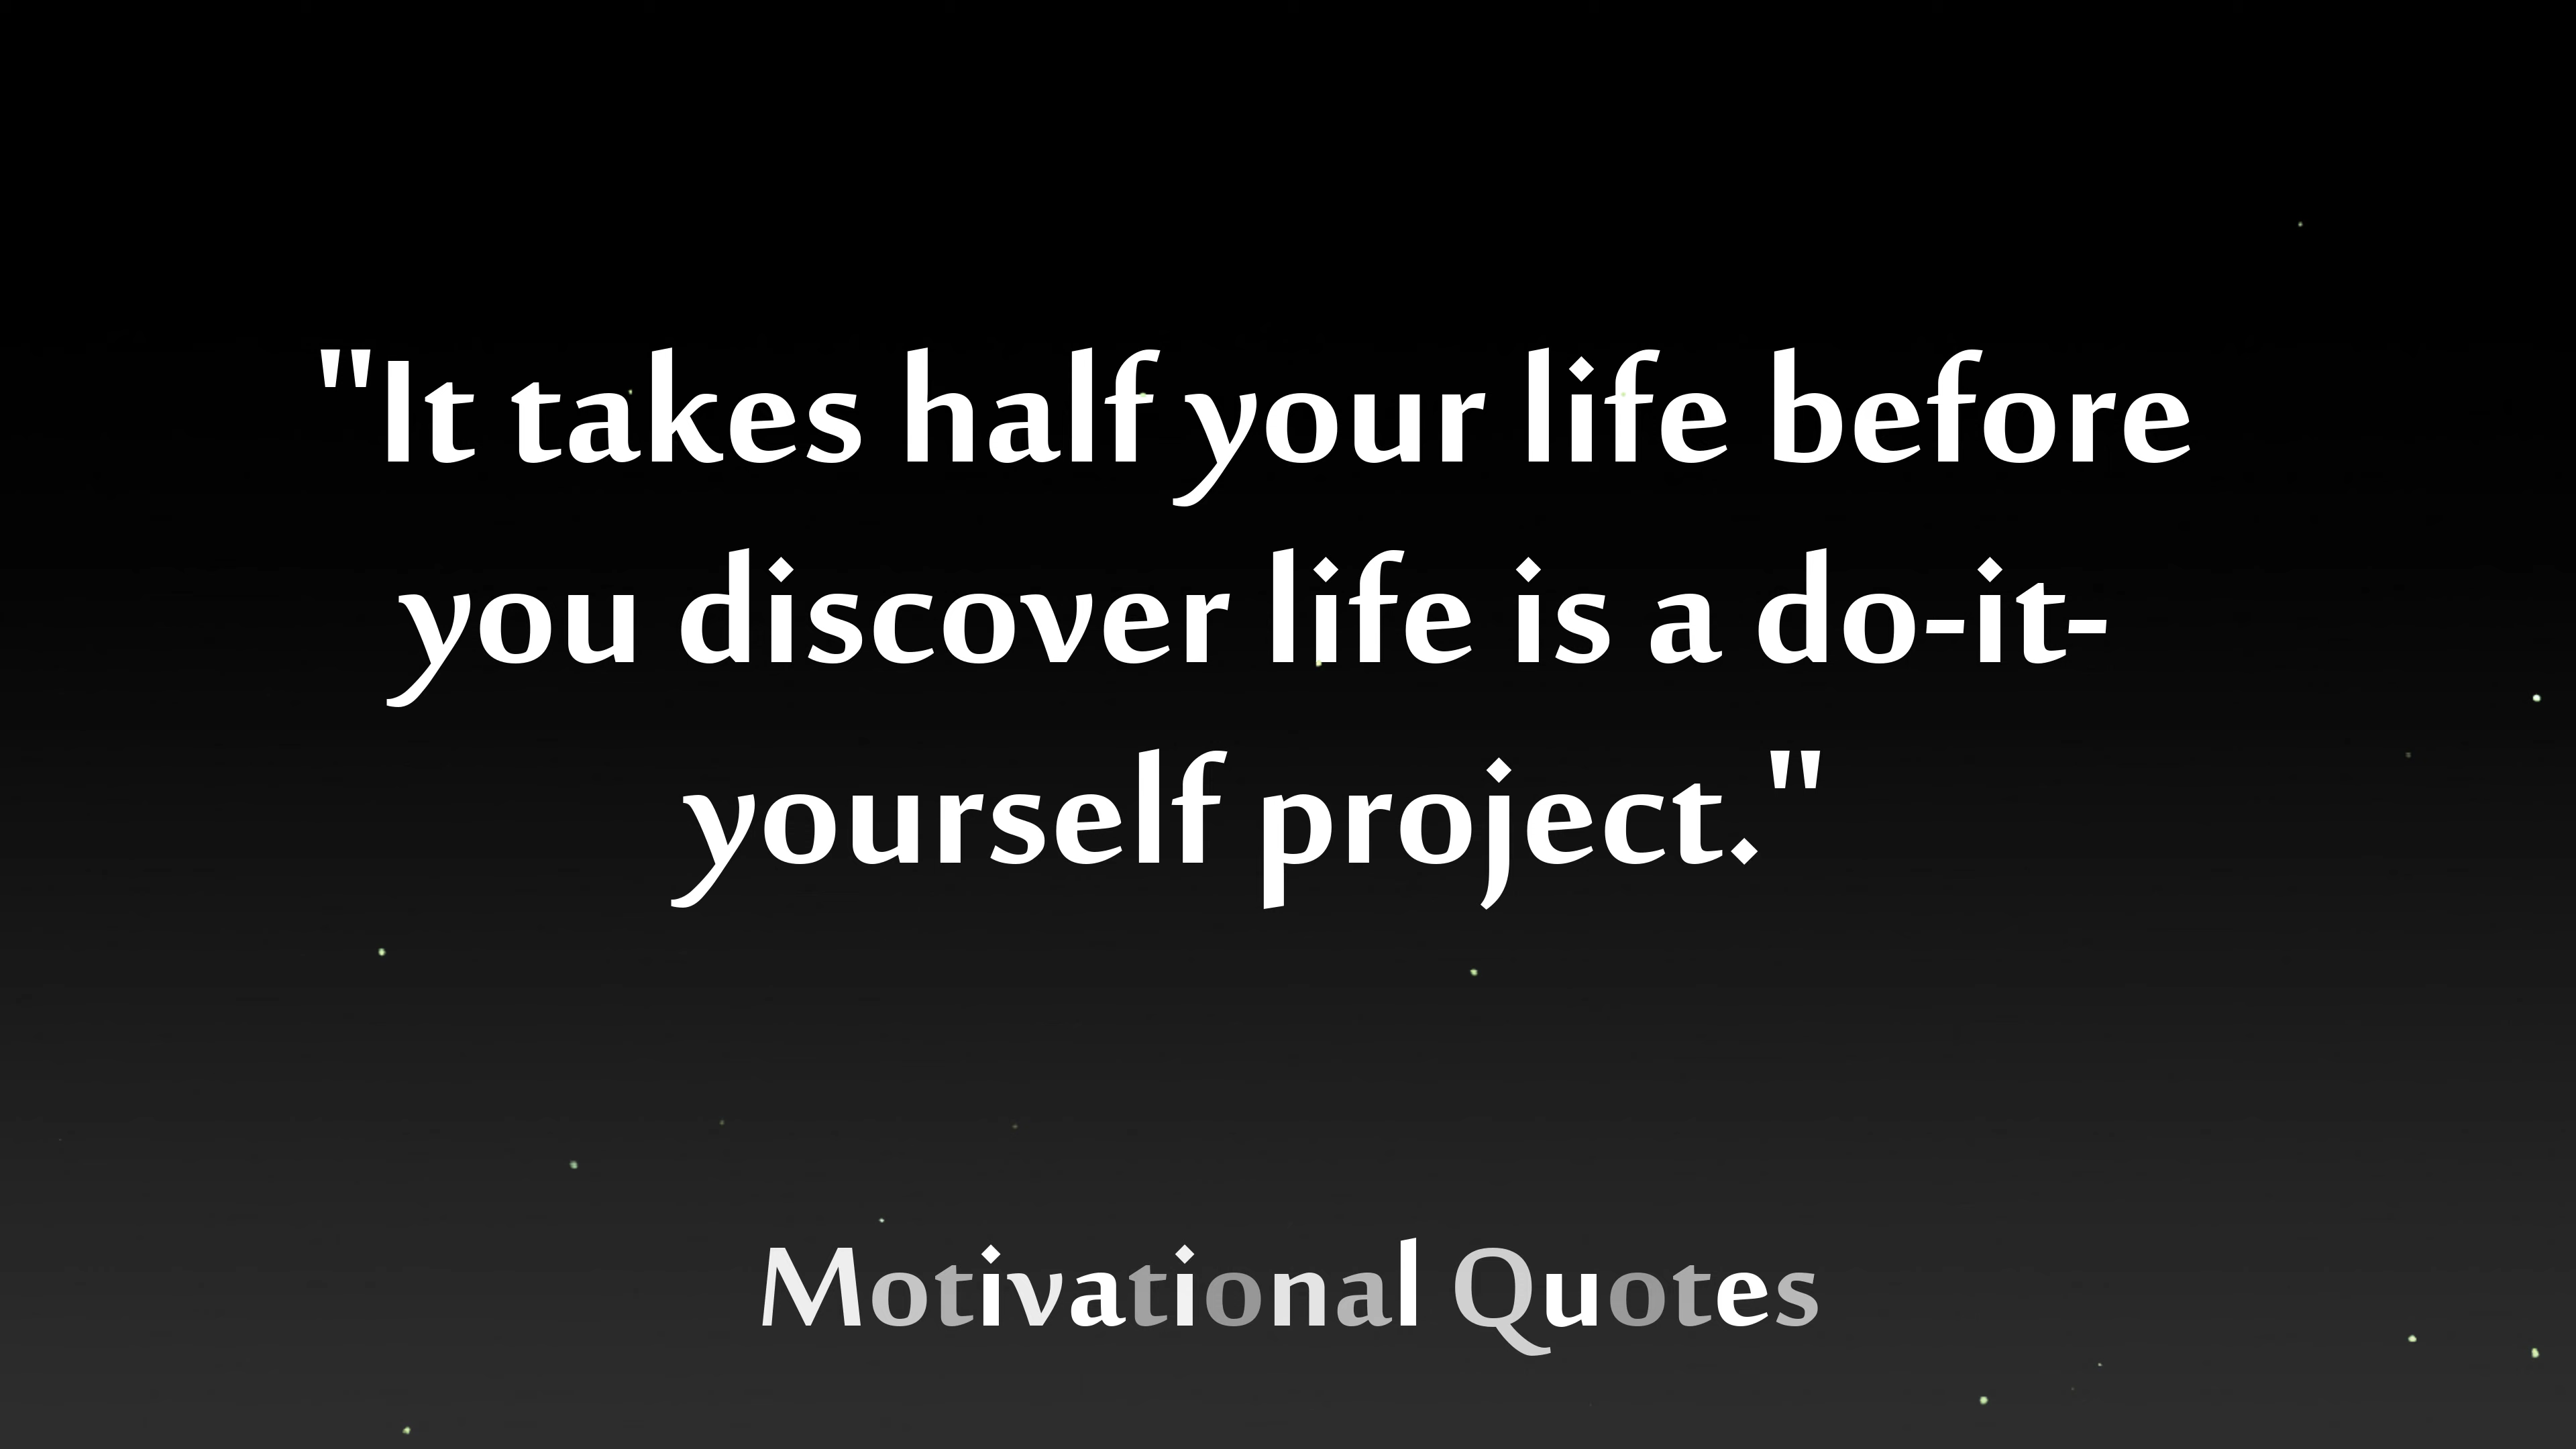 "It takes half your life before
you discover life is a do-it-
yourself project."
Motivational Quotes